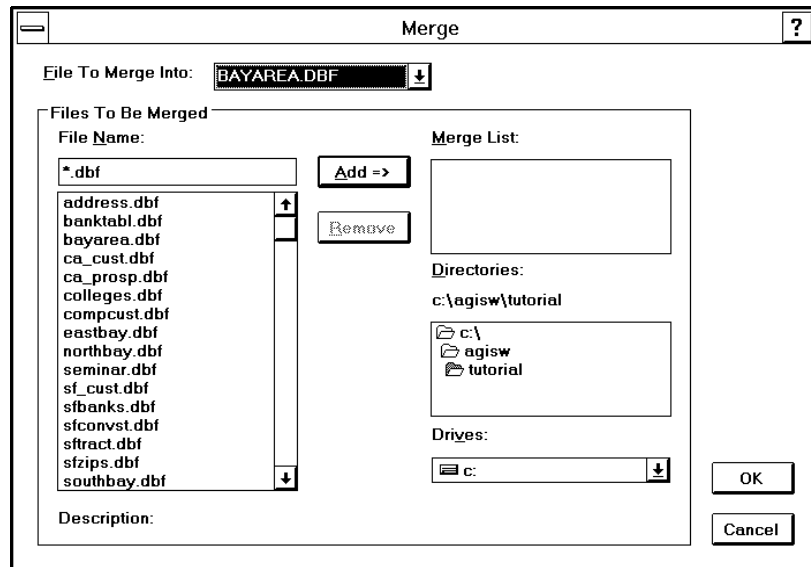 Merge
?
File To Merge Into:
BAYAREA.DBF
Files To Be Merged
File Name:
*.dbf
address.dbf
banktabl.dbf
bayarea.dbf
ca_cust.dbf
ca_prosp.dbf
colleges.dbf
compcust.dbf
eastbay.dbf
northbay.dbf
seminar.dbf
sf_cust.dbf
sfbanks.dbf
sfconvst.dbf
sftract.dbf
sfzips.dbf
southbay.dbf
Description:
Add =>
Remove
Merge List:
Directories:
c:\agisw\tutorial
c:\
agisw
tutorial
Drives:
c:
OK
Cancel